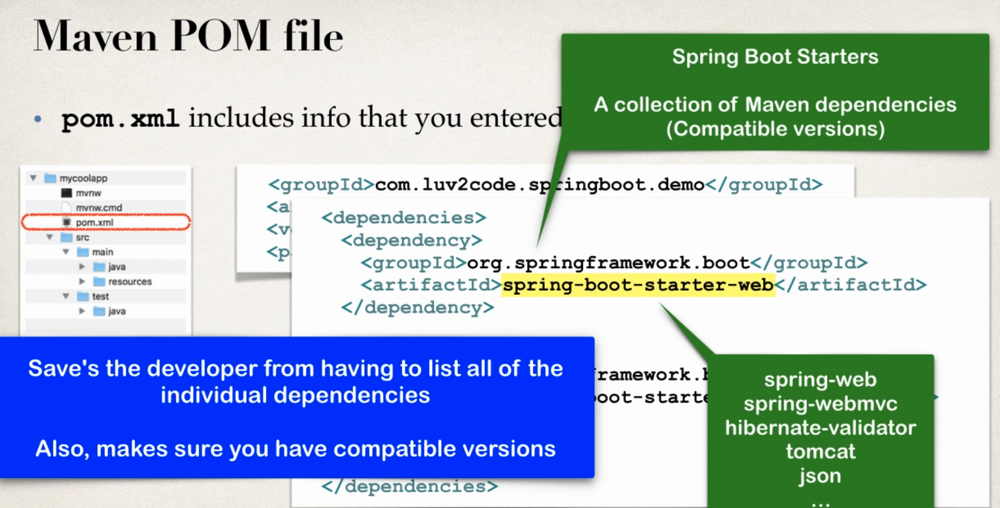 Maven POM file
• pom.xml includes info that you entered
Spring Boot Starters
A collection of Maven dependencies
(Compatible versions)
mycoolapp
mvnw
mvnw.cmd
pom.xml
src
main
java
resources
test
java
<groupId>com.luv2code.springboot.demo</groupId>
<a
<ve
<pa
<dependencies>
<dependency>
<groupId>org.springframework.boot</groupId>
<artifactId>spring-boot-starter-web</artifactId>
</dependency>
framework.b
boot-starte
</dependencies>
Save's the developer from having to list all of the
individual dependencies
Also, makes sure you have compatible versions
spring-web
spring-webmvc
hibernate-validator
tomcat
json
...